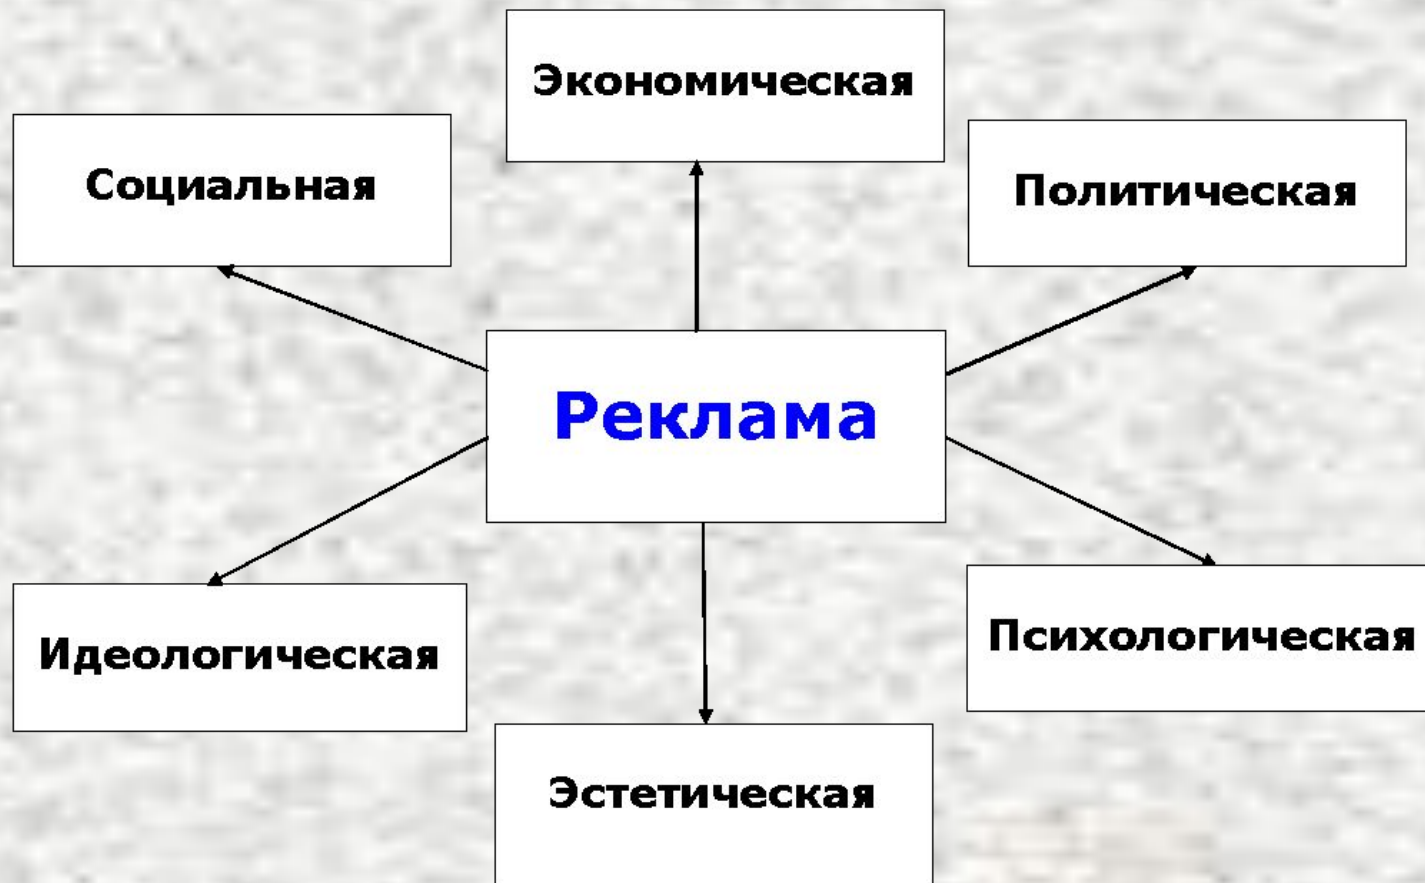 Экономическая
Социальная
Политическая
Реклама
Идеологическая
Психологическая
Эстетическая